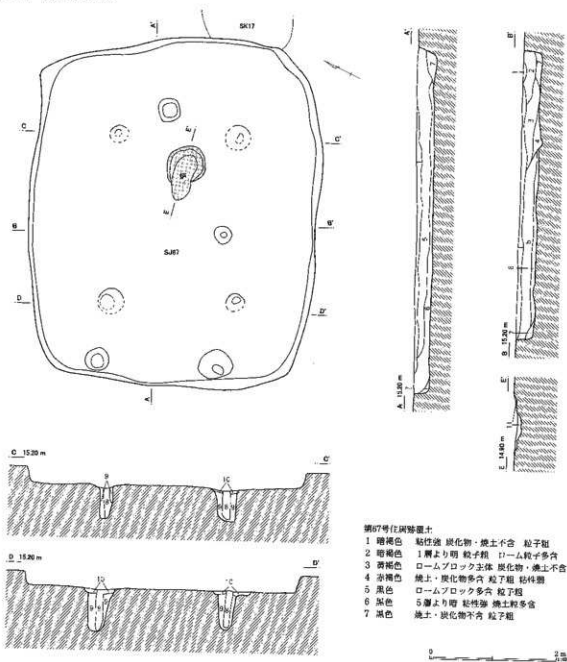 A'
SK17
C
C'
E'
SF
E
B
B'
SJ67
D
D'
A
A'
B'
A 15.20 m
B 15.20 m
E'
E 14.90 m
C 15.20 m
C'
D 15.20 m
D'
第67号住居跡覆土
1 暗褐色 粘性強 炭化物・焼土不含 粒子粗
2 暗褐色 1層より明 粒子粗 ローム粒子多含
3 黄褐色 ロームブロック主体 炭化物・焼土不含
4 赤褐色 焼土・炭化物多含 粒子粗 粘性弱
5 黒色 ロームブロック多含 粒子粗
6 黒色 5層より暗 粘性強 焼土粒多含
7 黒色 焼土・炭化物不含 粒子粗
0 2m